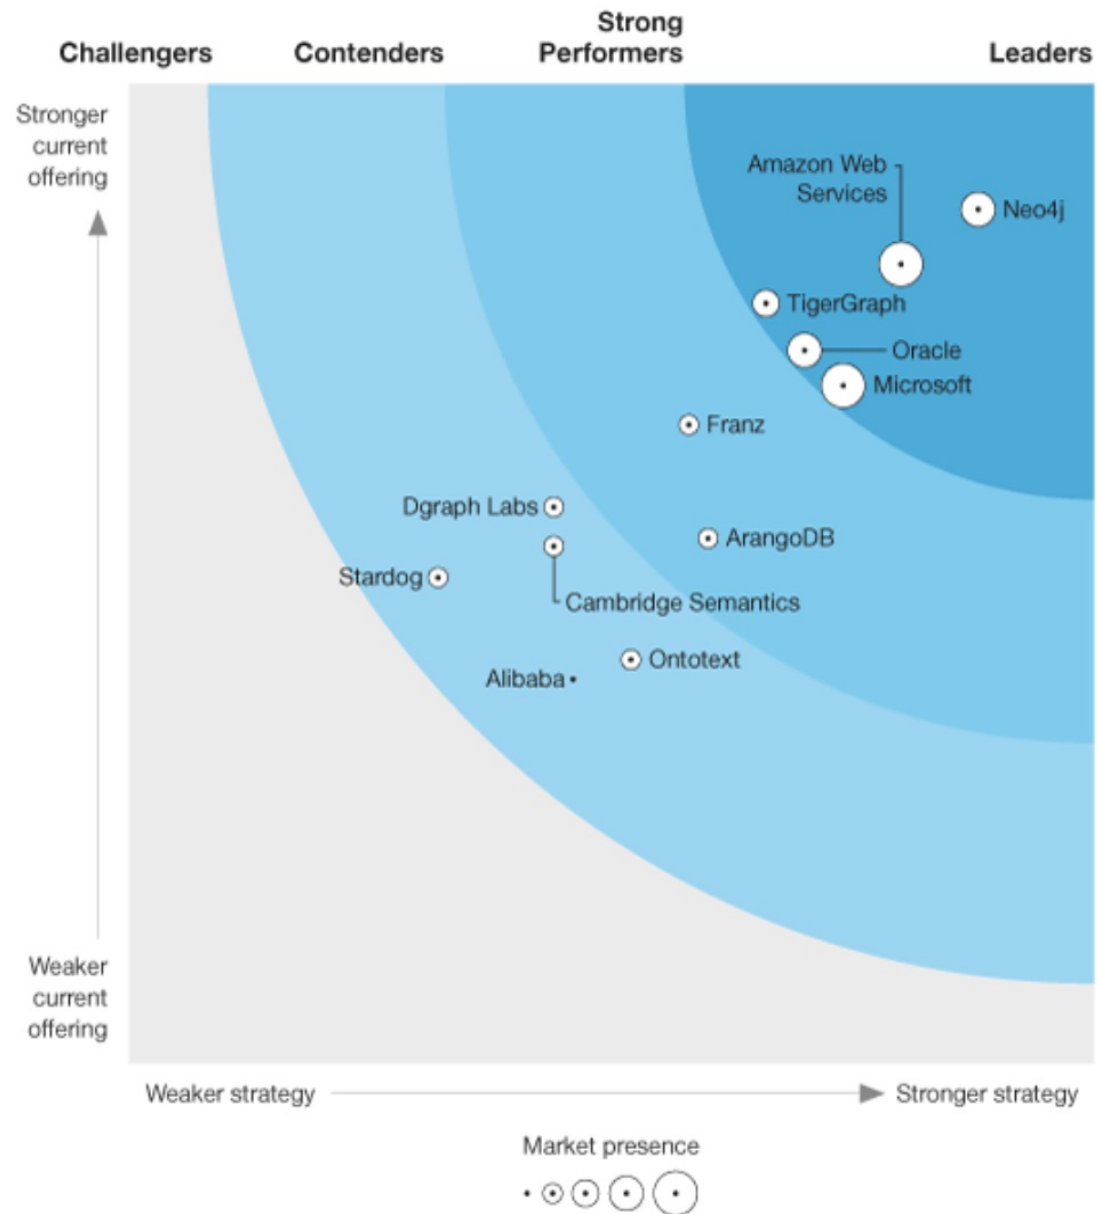 Strong
Challengers Contenders Performers Leaders
Stronger
current
offering
Amazon Web
Services
Neo4j
TigerGraph
Oracle
Microsoft
Franz
Dgraph Labs
ArangoDB
Stardog
Cambridge Semantics
Ontotext
Alibaba
Weaker
current
offering
Weaker strategy Stronger strategy
Market presence